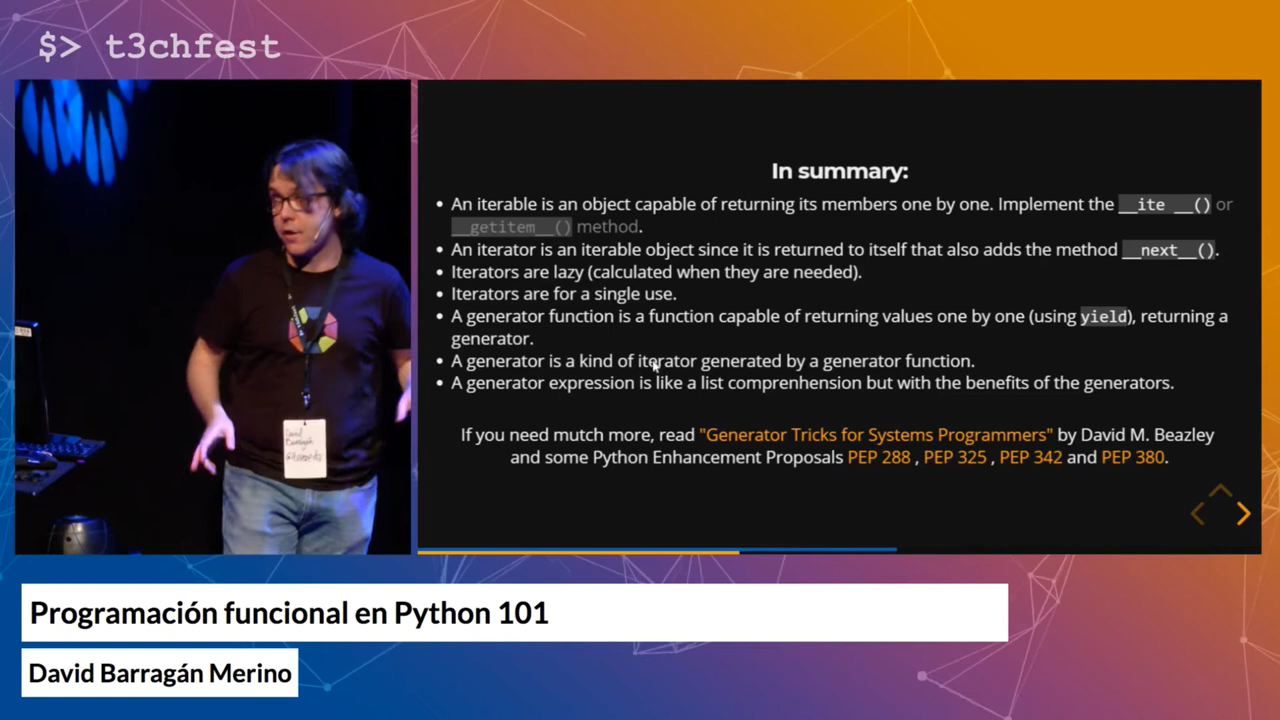 $> t3chfest
In summary:
• An iterable is an object capable of returning its members one by one. Implement the __ite __() or
__getitem__() method.
• An iterator is an iterable object since it is returned to itself that also adds the method __next__().
• Iterators are lazy (calculated when they are needed).
• Iterators are for a single use.
• A generator function is a function capable of returning values one by one (using yield), returning a
generator.
• A generator is a kind of iterator generated by a generator function.
• A generator expression is like a list comprenhension but with the benefits of the generators.
If you need mutch more, read "Generator Tricks for Systems Programmers" by David M. Beazley
and some Python Enhancement Proposals PEP 288 , PEP 325 , PEP 342 and PEP 380.
David
Barragán
Programación funcional en Python 101
David Barragán Merino